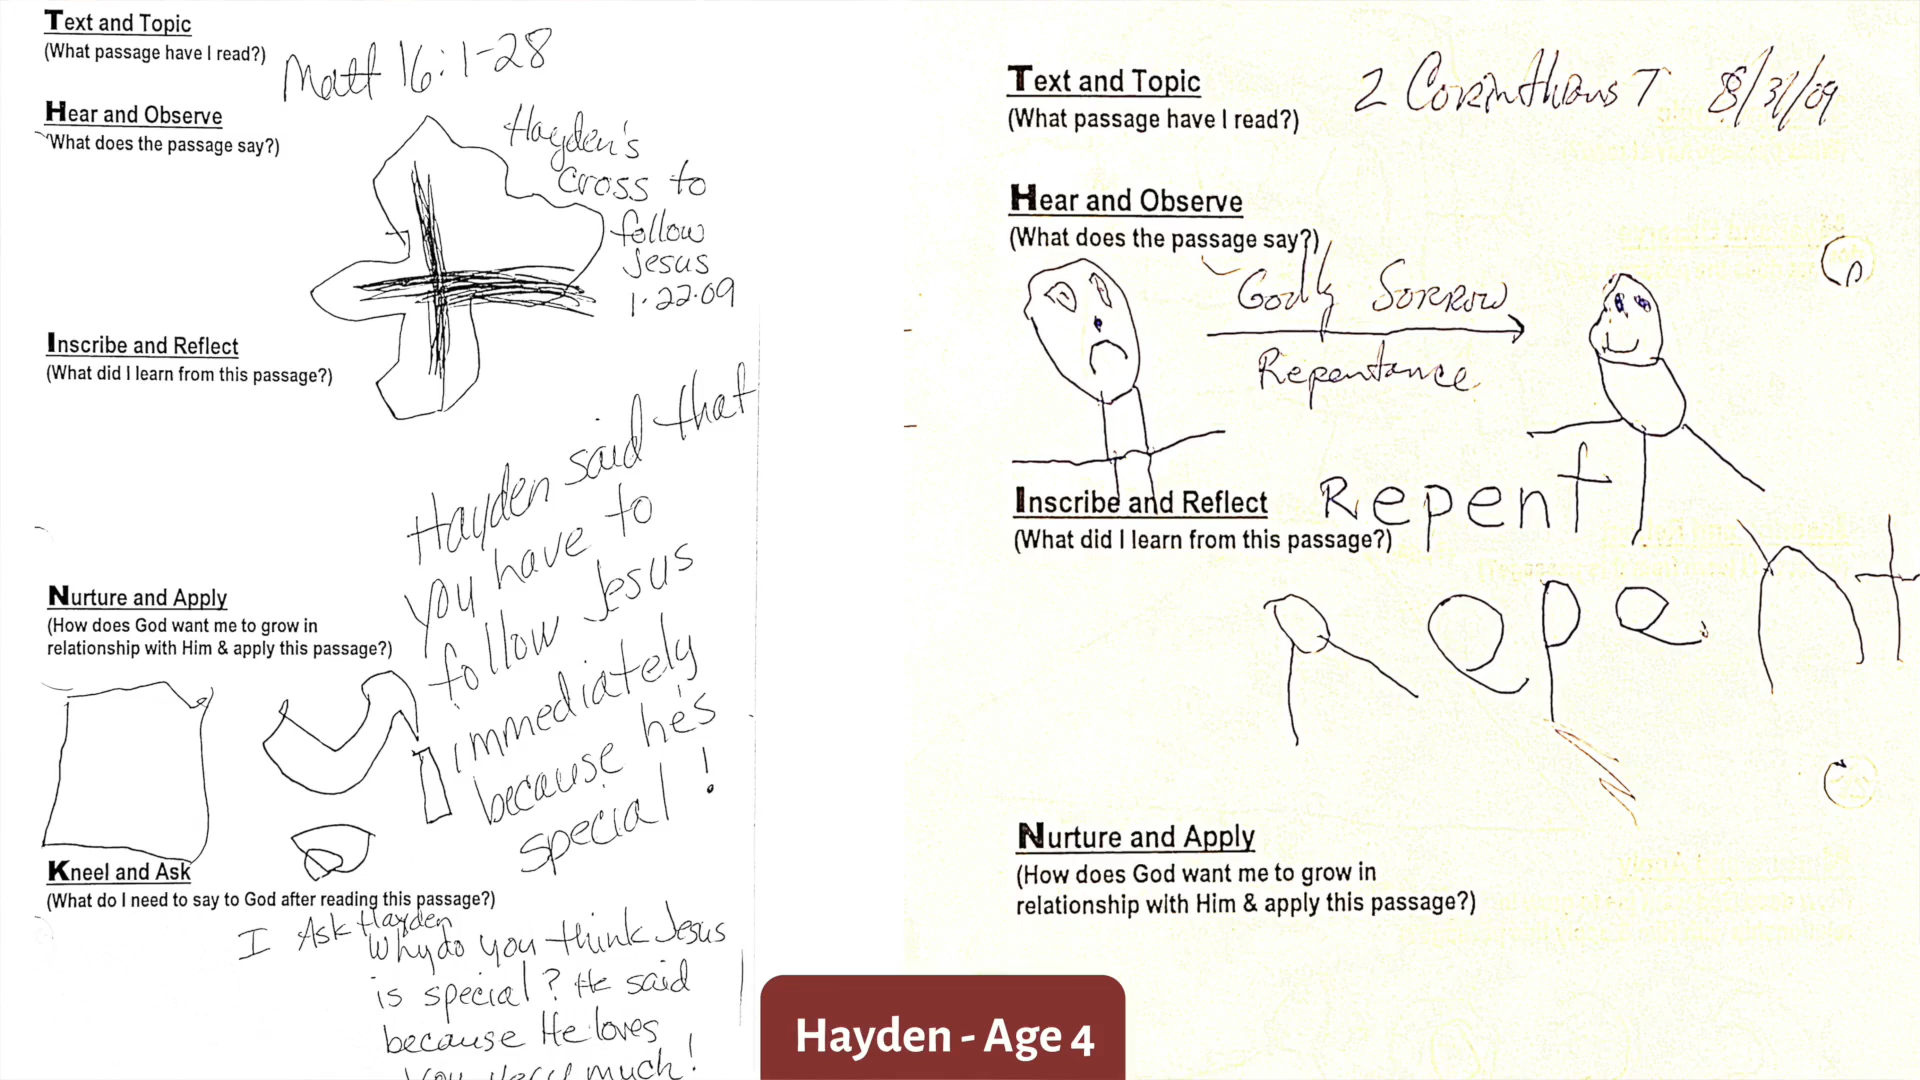 Text and Topic
(What passage have I read?)
Matt 16:1-28
Hear and Observe
(What does the passage say?)
Hayden's
cross to
follow
Jesus
1.22.09
Inscribe and Reflect
(What did I learn from this passage?)
Hayden said that
you have to
follow Jesus
immediately
because he's
special!
Nurture and Apply
(How does God want me to grow in
relationship with Him & apply this passage?)
Kneel and Ask
(What do I need to say to God after reading this passage?)
I Ask Hayden
Why do you think Jesus
is special? He said
because He loves
you very much!
Text and Topic
(What passage have I read?)
2 Corinthians 7 8/31/09
Hear and Observe
(What does the passage say?)
Godly Sorrow
Repentance
Inscribe and Reflect
(What did I learn from this passage?)
Repent
Repent
Nurture and Apply
(How does God want me to grow in
relationship with Him & apply this passage?)
Hayden - Age 4